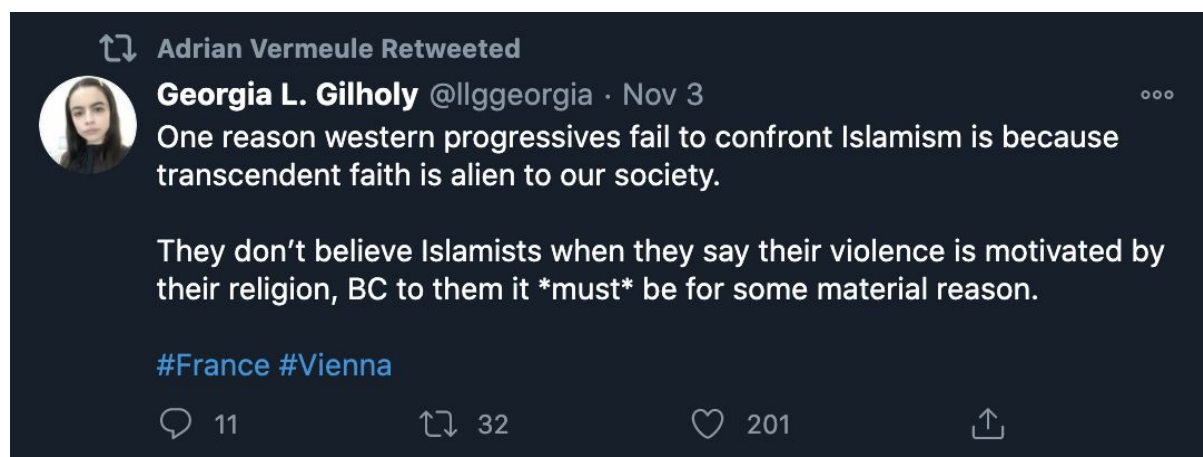 Adrian Vermeule Retweeted
Georgia L. Gilholy @llggeorgia · Nov 3
One reason western progressives fail to confront Islamism is because
transcendent faith is alien to our society.
They don’t believe Islamists when they say their violence is motivated by
their religion, BC to them it *must* be for some material reason.
#France #Vienna
11 32 201